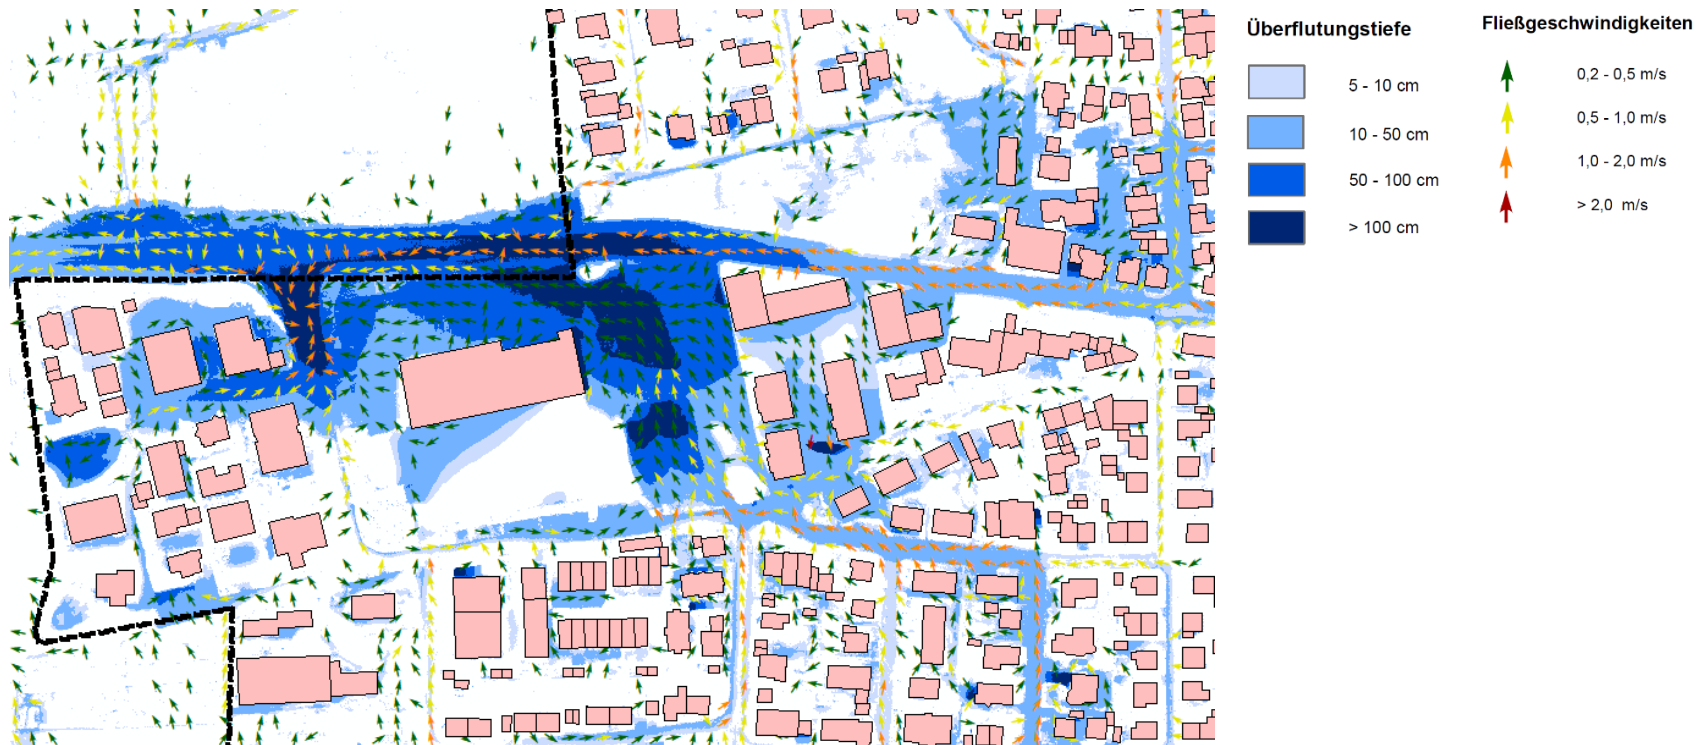 Überflutungstiefe
5 - 10 cm
10 - 50 cm
50 - 100 cm
> 100 cm
Fließgeschwindigkeiten
0,2 - 0,5 m/s
0,5 - 1,0 m/s
1,0 - 2,0 m/s
> 2,0 m/s